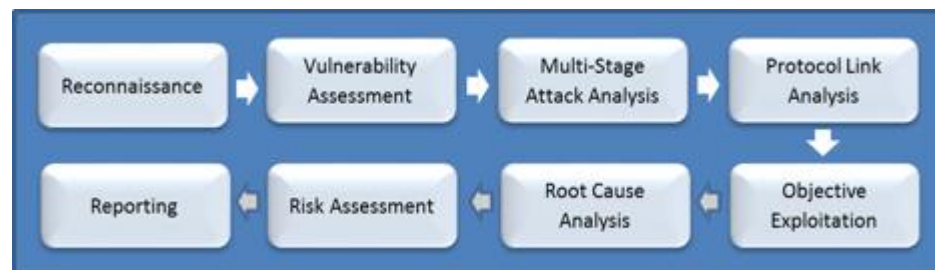 Reconnaissance
Vulnerability
Assessment
Multi-Stage
Attack Analysis
Protocol Link
Analysis
Objective
Exploitation
Root Cause
Analysis
Risk Assessment
Reporting